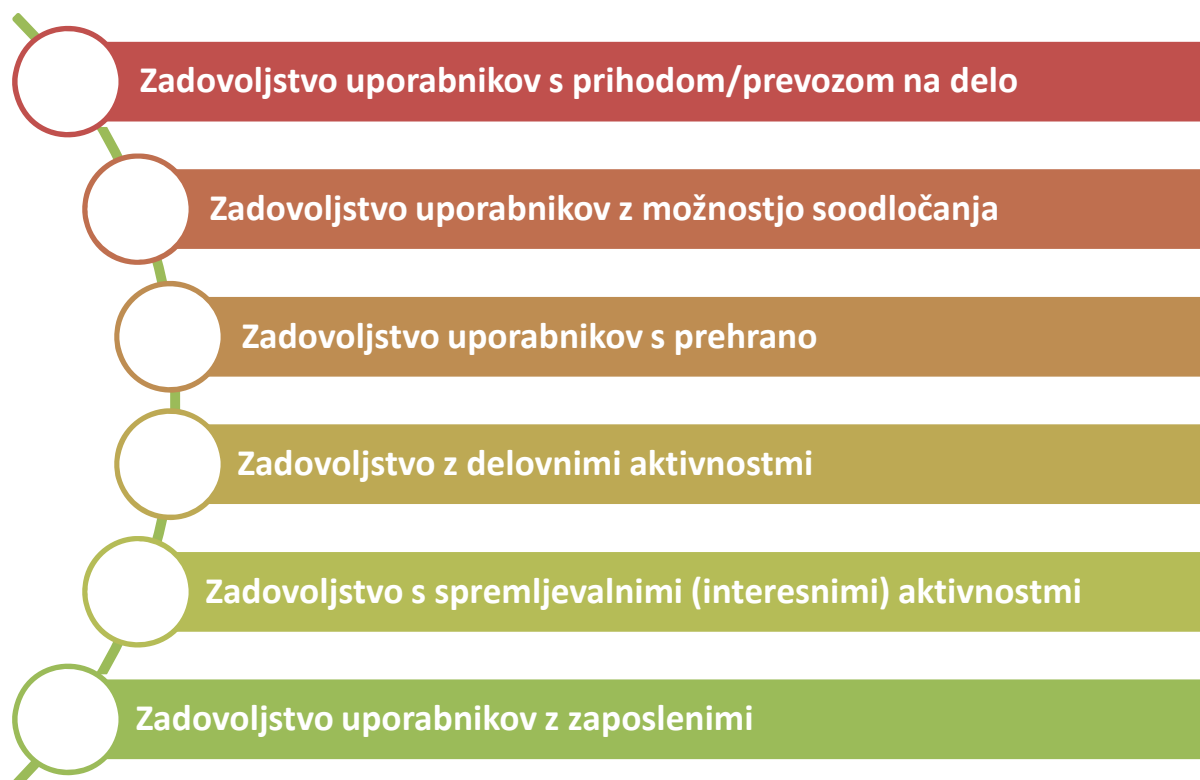 Zadovoljstvo uporabnikov s prihodom/prevozom na delo
Zadovoljstvo uporabnikov z možnostjo soodločanja
Zadovoljstvo uporabnikov s prehrano
Zadovoljstvo z delovnimi aktivnostmi
Zadovoljstvo s spremljevalnimi (interesnimi) aktivnostmi
Zadovoljstvo uporabnikov z zaposlenimi